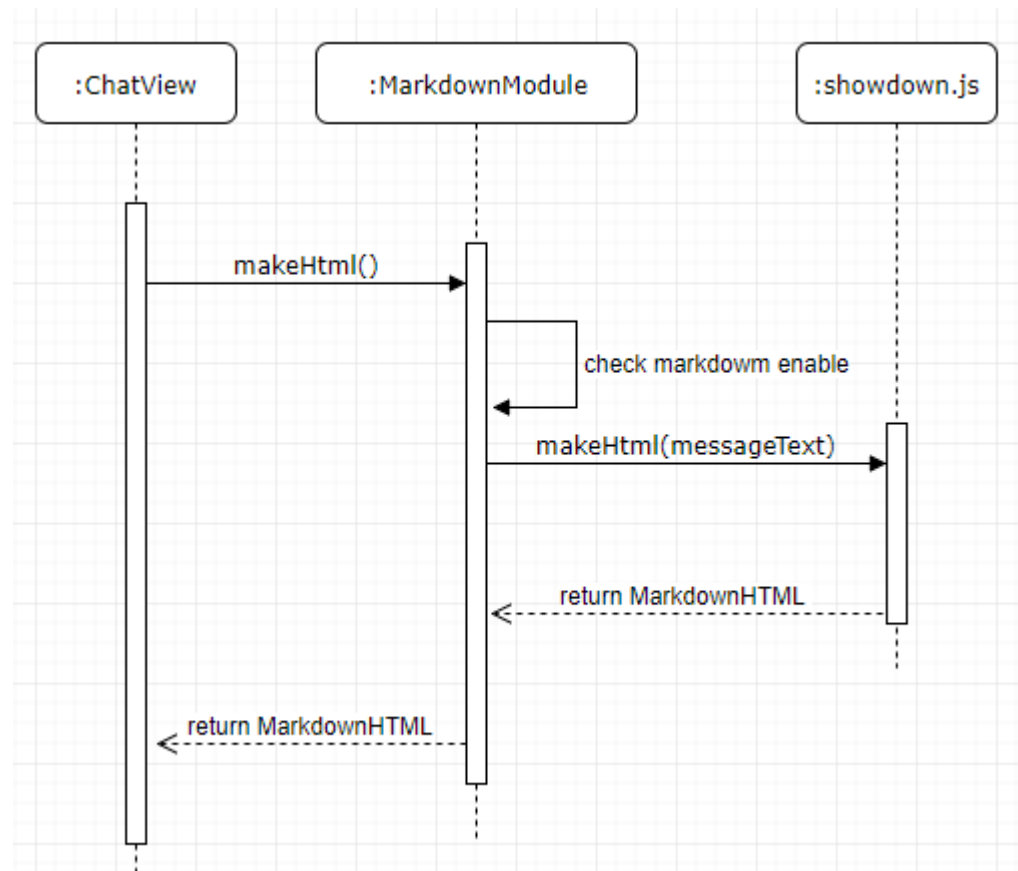 :ChatView
:MarkdownModule
:showdown.js
makeHtml()
check markdowm enable
makeHtml(messageText)
return MarkdownHTML
return MarkdownHTML